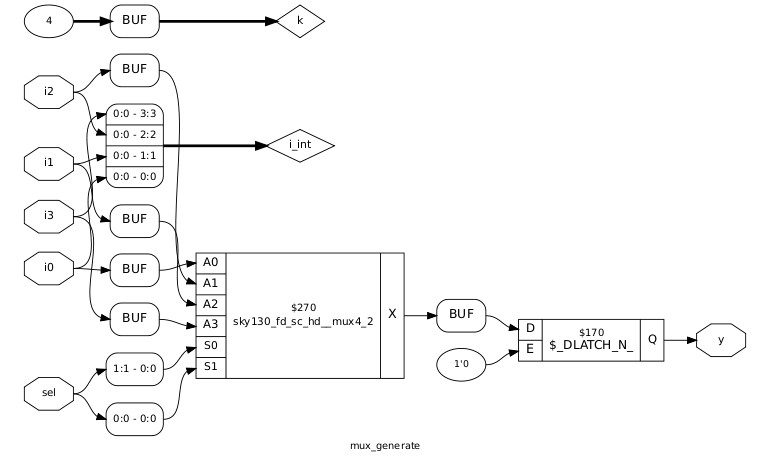 4
BUF
k
i2
BUF
0:0 - 3:3
0:0 - 2:2
0:0 - 1:1
0:0 - 0:0
i_int
i1
i3
BUF
i0
BUF
BUF
A0
A1
A2
A3
S0
S1
$270
sky130_fd_sc_hd__mux4_2
X
BUF
1'0
D
E
$170
$_DLATCH_N_
Q
y
sel
1:1 - 0:0
0:0 - 0:0
mux_generate